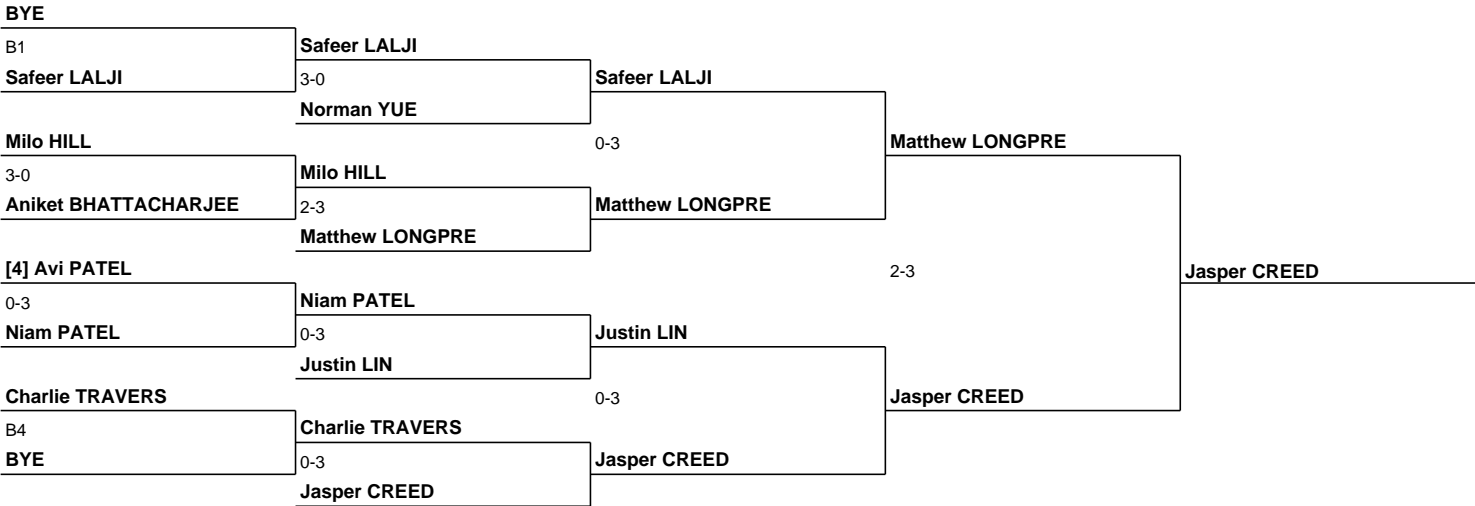 BYE
B1
Safeer LALJI
Safeer LALJI
3-0
Norman YUE
Safeer LALJI
Milo HILL
3-0
Aniket BHATTACHARJEE
Milo HILL
2-3
Matthew LONGPRE
0-3
Matthew LONGPRE
Matthew LONGPRE
[4] Avi PATEL
0-3
Niam PATEL
Niam PATEL
0-3
Justin LIN
Justin LIN
Charlie TRAVERS
B4
BYE
Charlie TRAVERS
0-3
Jasper CREED
0-3
Jasper CREED
Jasper CREED
2-3
Jasper CREED